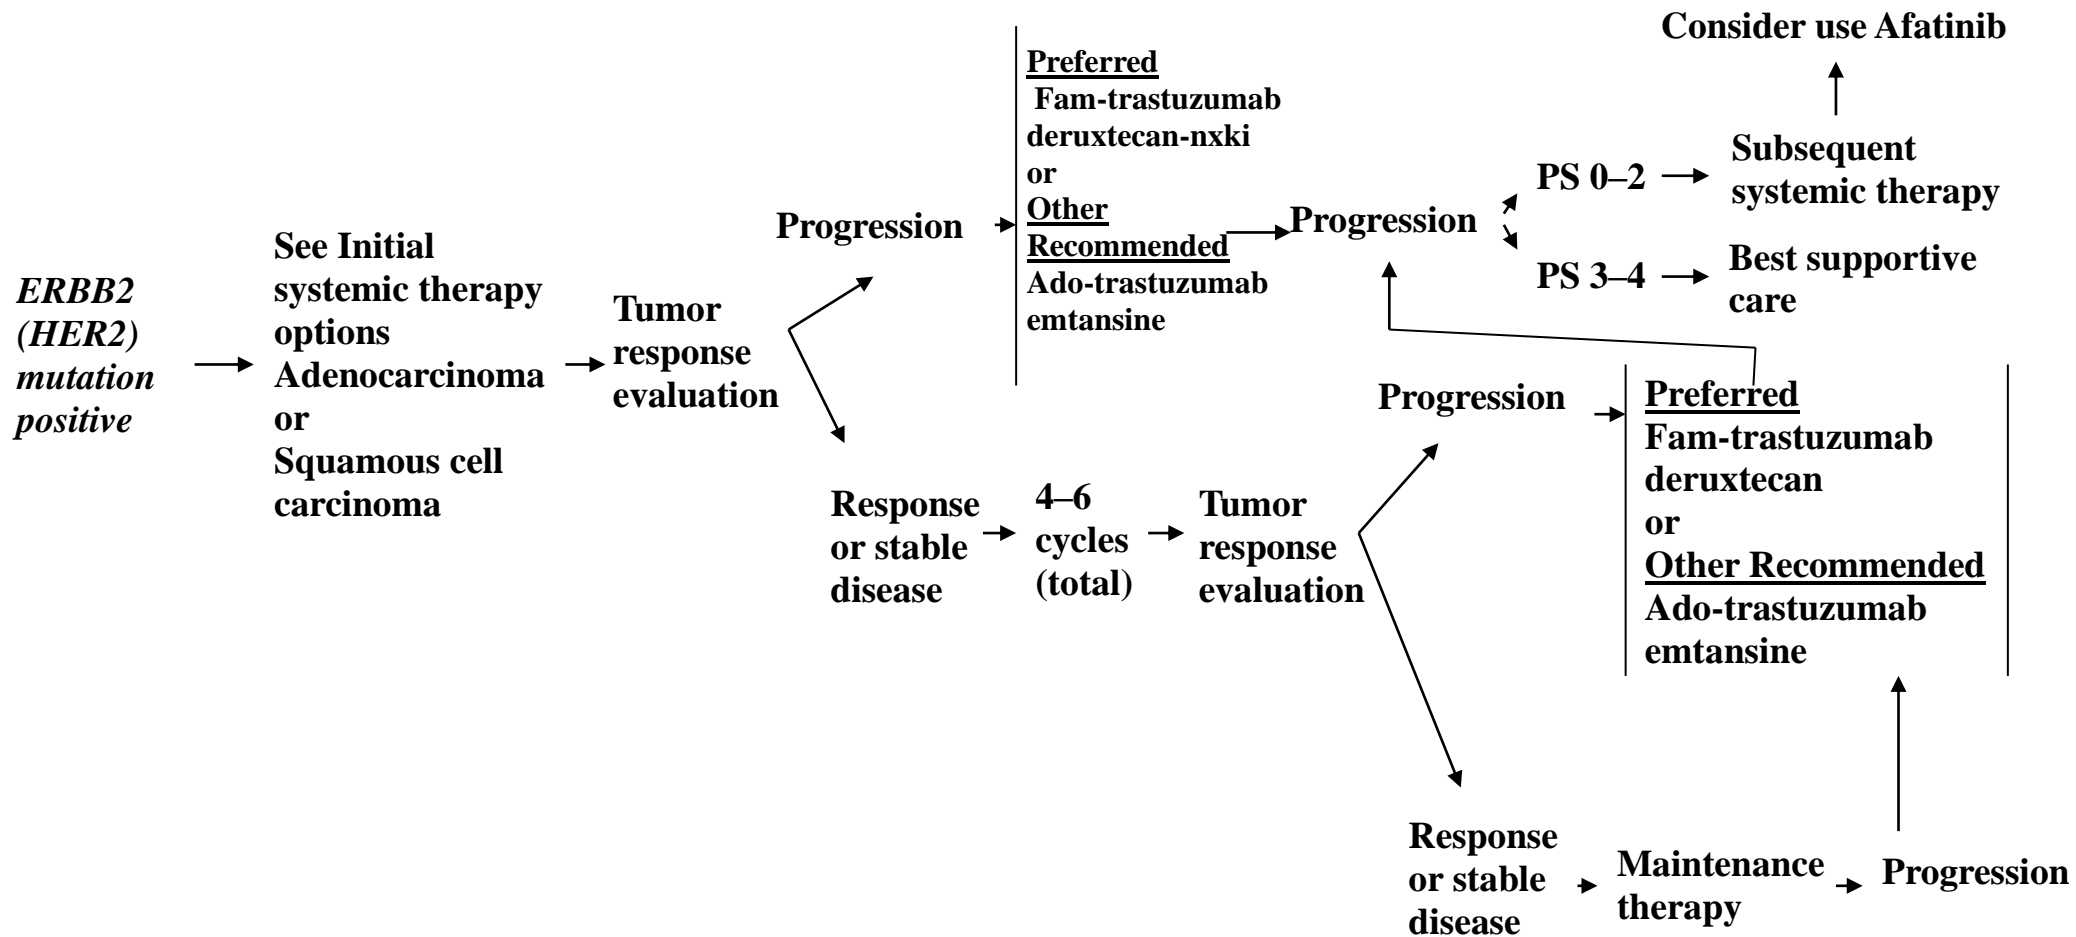 ERBB2
(HER2)
mutation
positive
See Initial
systemic therapy
options
Adenocarcinoma
or
Squamous cell
carcinoma
Tumor
response
evaluation
Progression
Preferred
Fam-trastuzumab
deruxtecan-nxki
or
Other
Recommended
Ado-trastuzumab
emtansine
Progression
PS 0–2
Subsequent
systemic therapy
Consider use Afatinib
PS 3–4
Best supportive
care
Response
or stable
disease
4–6
cycles
(total)
Tumor
response
evaluation
Progression
Preferred
Fam-trastuzumab
deruxtecan
or
Other Recommended
Ado-trastuzumab
emtansine
Response
or stable
disease
Maintenance
therapy
Progression